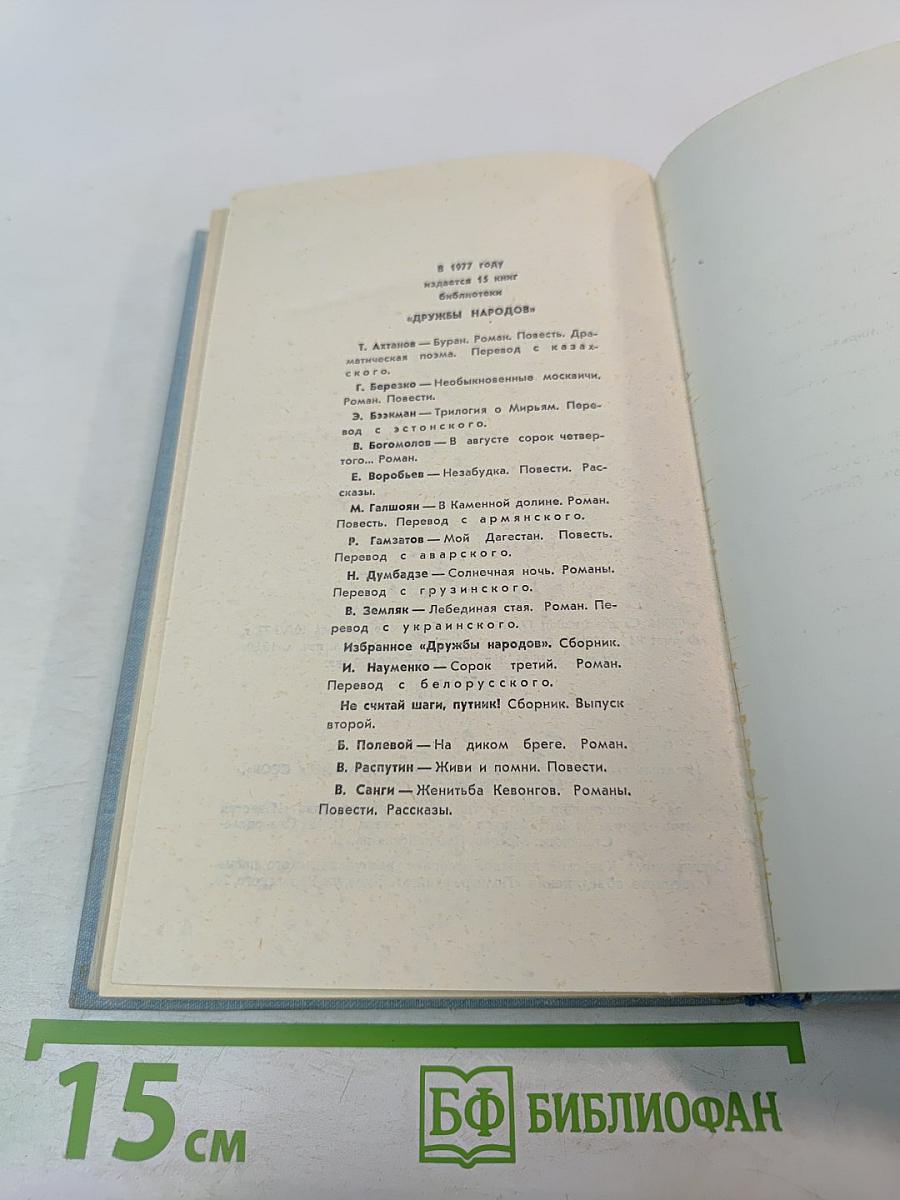 В 1977 году
издается 15 книг
библиотеки
«ДРУЖБЫ НАРОДОВ»
Т. Ахтанов — Буран. Роман. Повесть. Дра-
матическая поэма. Перевод с казах-
ского.
Г. Березко — Необыкновенные москвичи.
Роман. Повести.
Э. Бээкман — Трилогия о Мирьям. Пере-
вод с эстонского.
В. Богомолов — В августе сорок четвер-
того... Роман.
Е. Воробьев — Незабудка. Повести. Рас-
сказы.
М. Галшоян — В Каменной долине. Роман.
Повесть. Перевод с армянского.
Р. Гамзатов — Мой Дагестан. Повесть.
Перевод с аварского.
Н. Думбадзе — Солнечная ночь. Романы.
Перевод с грузинского.
В. Земляк — Лебединая стая. Роман. Пе-
ревод с украинского.
Избранное «Дружбы народов». Сборник.
И. Науменко — Сорок третий. Роман.
Перевод с белорусского.
Не считай шаги, путник! Сборник. Выпуск
второй.
Б. Полевой — На диком бреге. Роман.
В. Распутин — Живи и помни. Повести.
В. Санги — Женитьба Кевонгов. Романы.
Повести. Рассказы.
15 см
БФ БИБЛИОФАН